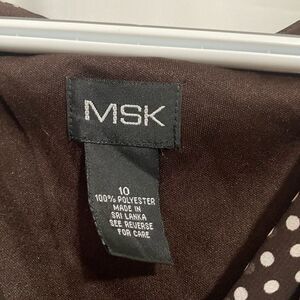 MSK
10
100% POLYESTER
MADE IN
SRI LANKA
SEE REVERSE
FOR CARE